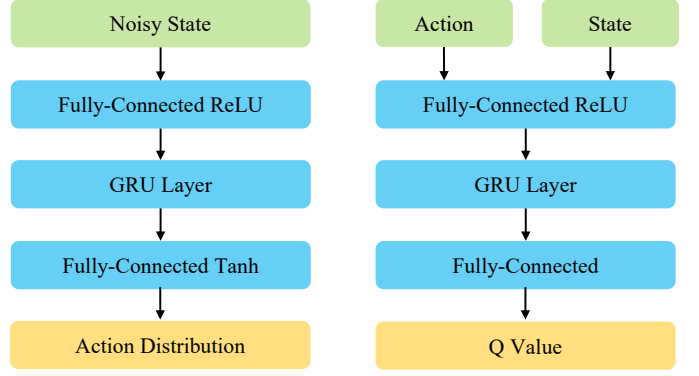 Noisy State
Fully-Connected ReLU
GRU Layer
Fully-Connected Tanh
Action Distribution
Action
State
Fully-Connected ReLU
GRU Layer
Fully-Connected
Q Value